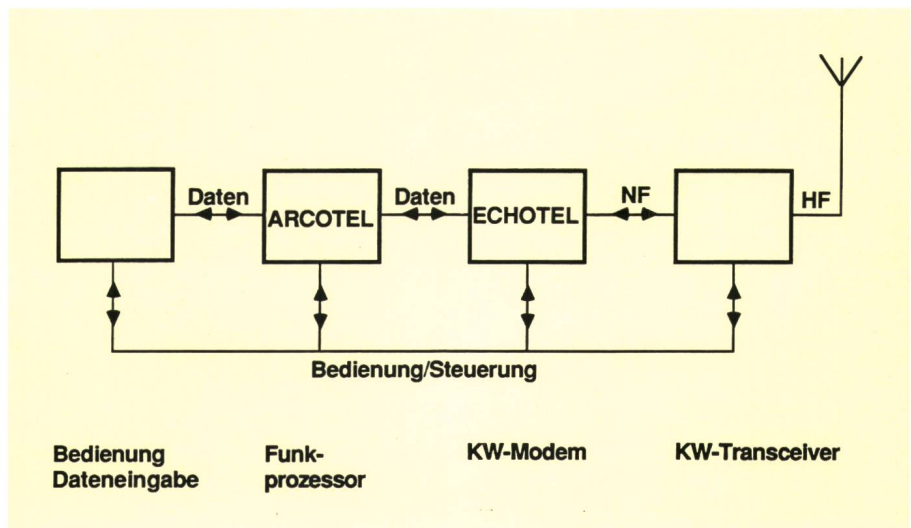 HF
Daten
Daten
NF
ARCOTEL
ECHOTEL
Bedienung/Steuerung
Bedienung
Dateneingabe
Funk-
prozessor
KW-Modem
KW-Transceiver